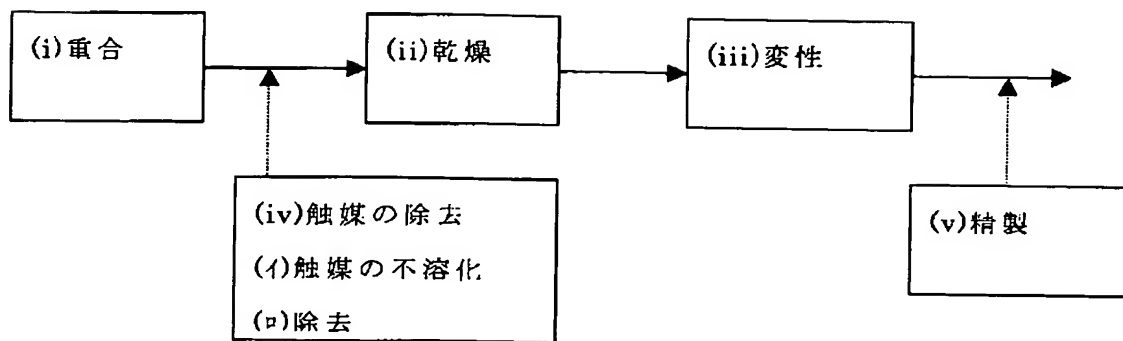 (i)重合
(ii)乾燥
(iii)変性
(iv)触媒の除去
(イ)触媒の不溶化
(ロ)除去
(v)精製